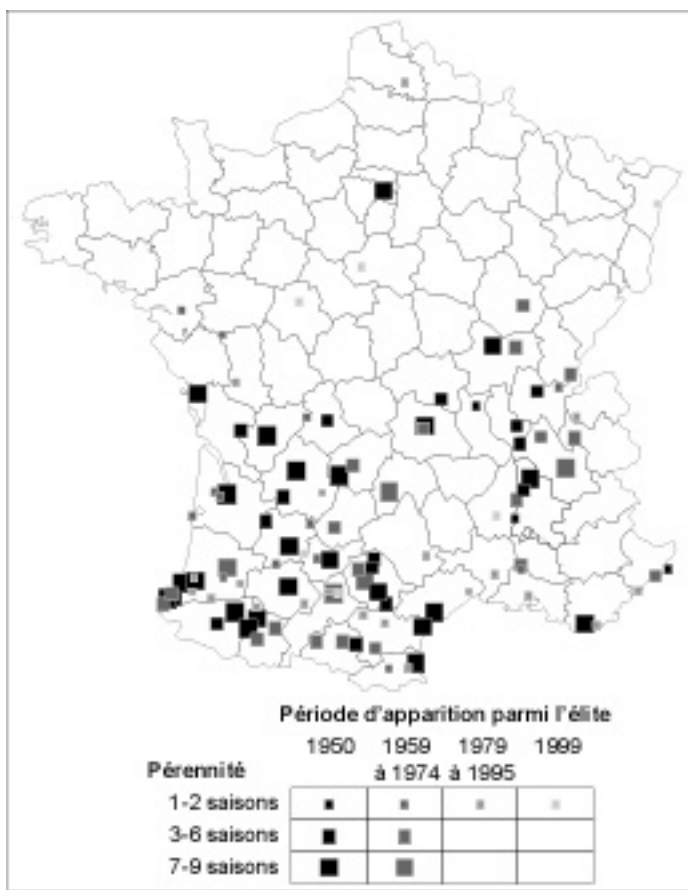 Période d'apparition parmi l'élite
1950 1959 1979 1999
Pérennité à 1974 à 1995
1-2 saisons
3-6 saisons
7-9 saisons